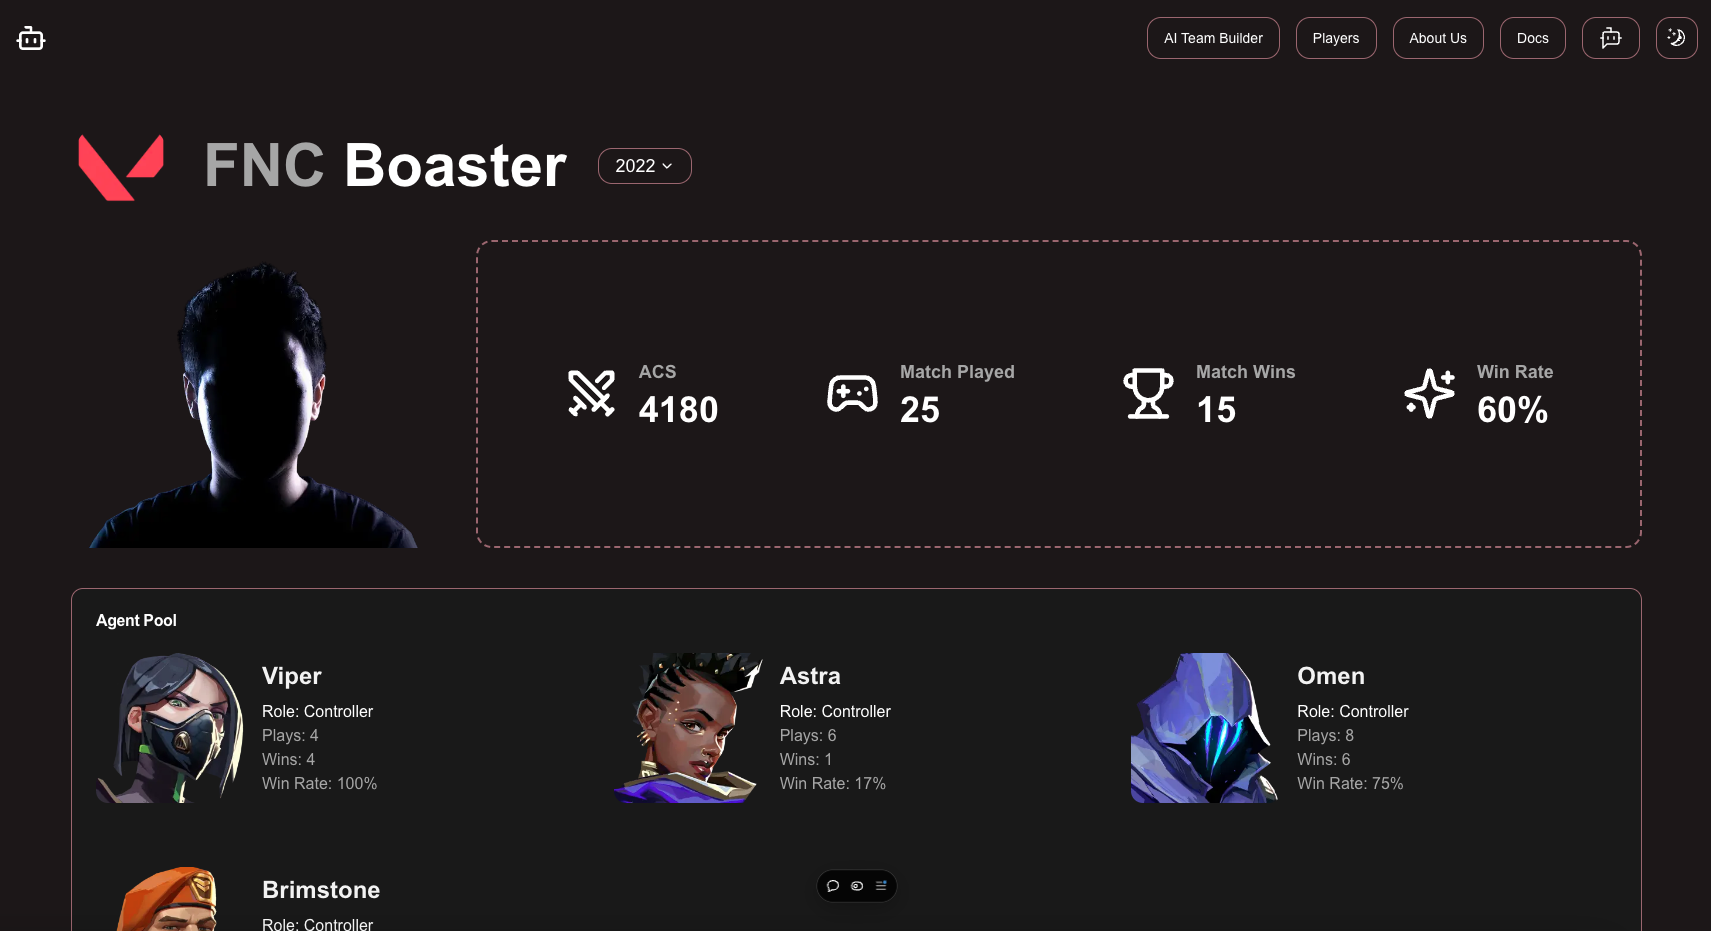 AI Team Builder
Players
About Us
Docs
FNC Boaster
2022
ACS
4180
Match Played
25
Match Wins
15
Win Rate
60%
Agent Pool
Viper
Role: Controller
Plays: 4
Wins: 4
Win Rate: 100%
Astra
Role: Controller
Plays: 6
Wins: 1
Win Rate: 17%
Omen
Role: Controller
Plays: 8
Wins: 6
Win Rate: 75%
Brimstone
Role: Controller